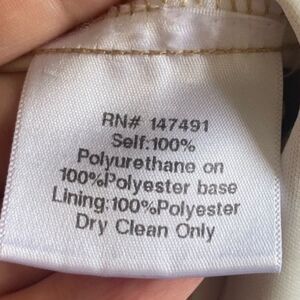 RN# 147491
Self:100%
Polyurethane on
100%Polyester base
Lining:100%Polyester
Dry Clean Only